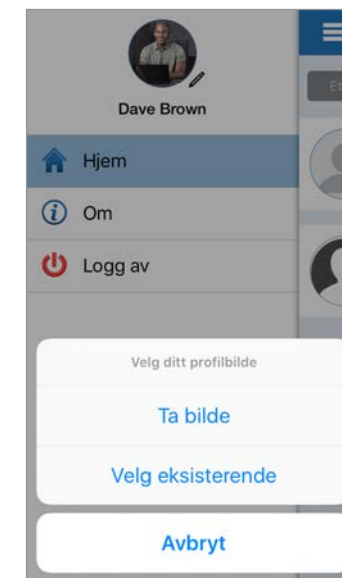 Dave Brown
Hjem
Om
Logg av
Velg ditt profilbilde
Ta bilde
Velg eksisterende
Avbryt